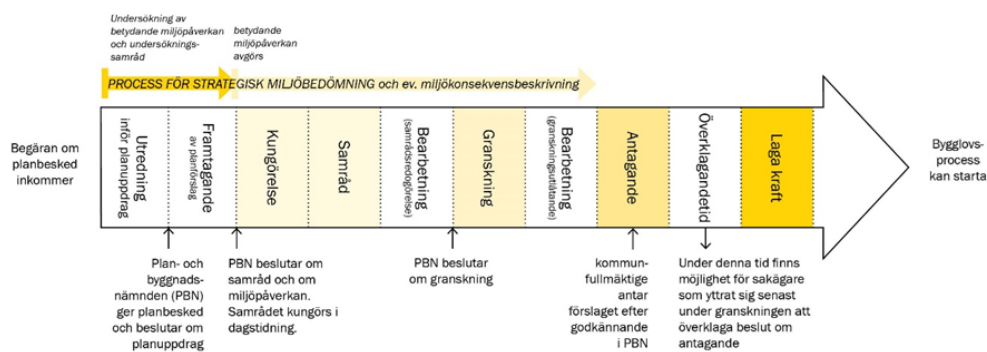 Undersökning av
betydande miljöpåverkan
och undersöknings-
samråd
betydande
miljöpåverkan
avgörs
PROCESS FÖR STRATEGISK MILJÖBEDÖMNING och ev. miljökonsekvensbeskrivning
Begäran om
planbesked
inkommer
Utredning
inför planuppdrag
Framtagande
av planförslag
Kungörelse
Samråd
Bearbetning
(samrådsredogörelse)
Granskning
Bearbetning
(granskningsutlåtande)
Antagande
Överklagandetid
Laga kraft
Bygglovs-
process
kan starta
Plan- och
byggnads-
nämnden (PBN)
ger planbesked
och beslutar om
planuppdrag
PBN beslutar om
samråd och om
miljöpåverkan.
Samrådet kungörs i
dagstidning.
PBN beslutar
om granskning
kommun-
fullmäktige
antar
förslaget efter
godkännande
i PBN
Under denna tid finns
möjlighet för sakägare
som yttrat sig senast
under granskningen att
överklaga beslut om
antagande